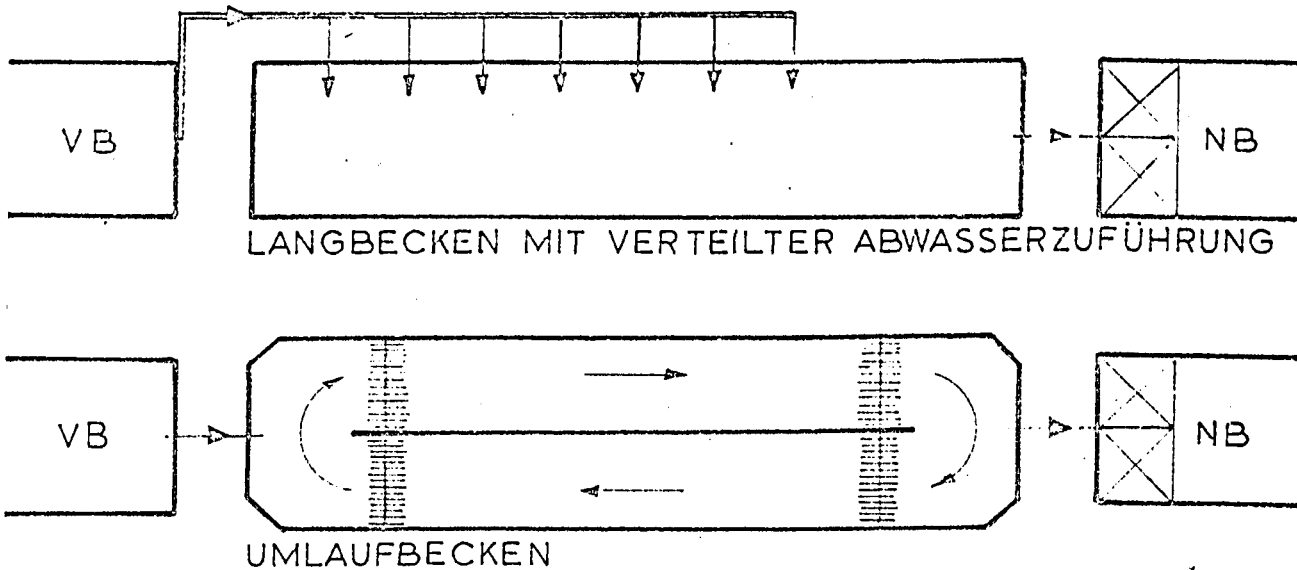 VB
NB
LANGBECKEN MIT VERTEILTER ABWASSERZUFÜHRUNG
VB
NB
UMLAUFBECKEN